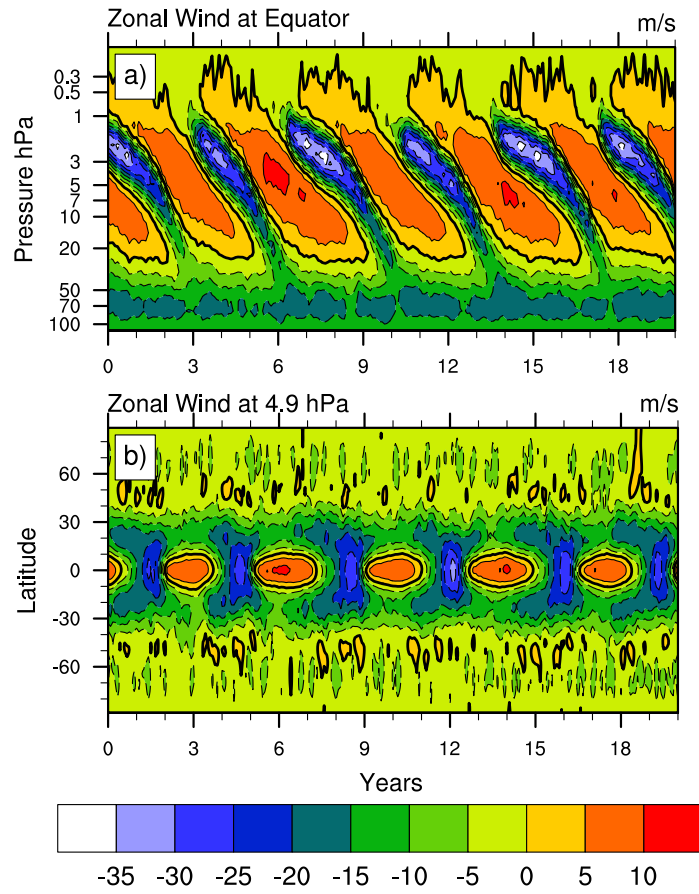 Zonal Wind at Equator m/s
a)
Pressure hPa
0.3
0.5
1
3
5
7
10
20
50
70
100
0 3 6 9 12 15 18
Zonal Wind at 4.9 hPa m/s
b)
Latitude
60
30
0
-30
-60
0 3 6 9 12 15 18
Years
-35 -30 -25 -20 -15 -10 -5 0 5 10